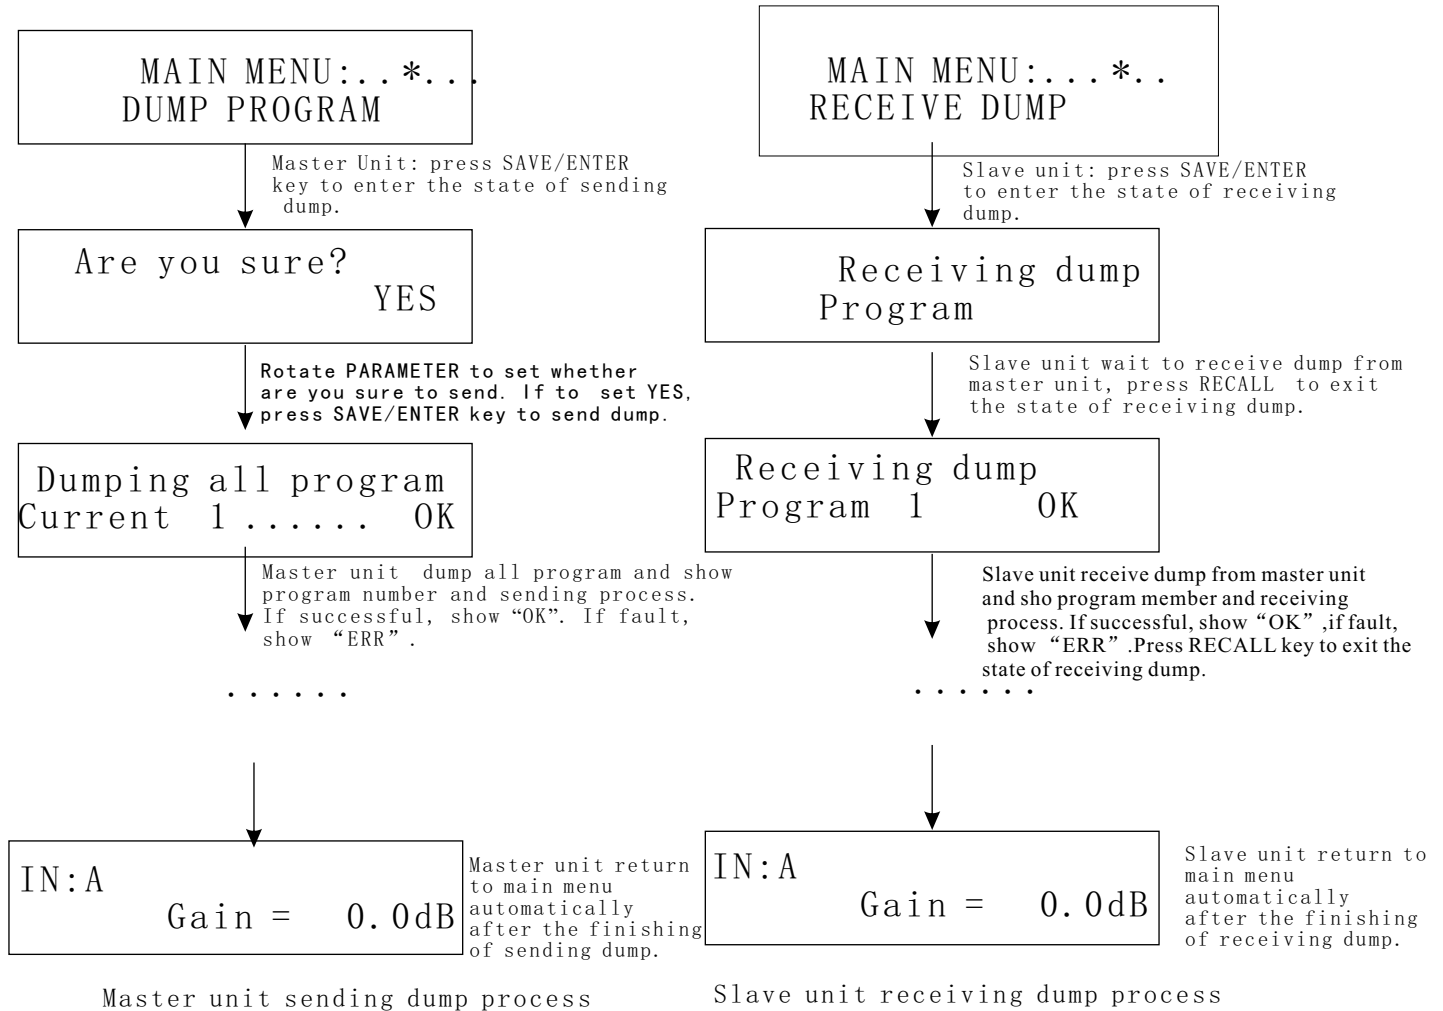 MAIN MENU:..*...
DUMP PROGRAM
Master Unit: press SAVE/ENTER
key to enter the state of sending
dump.
Are you sure?
YES
Rotate PARAMETER to set whether
are you sure to send. If to set YES,
press SAVE/ENTER key to send dump.
Dumping all program
Current 1...... OK
Master unit dump all program and show
program number and sending process.
If successful, show “OK”. If fault,
show “ERR”.
......
IN:A
Gain = 0.0dB
Master unit return
to main menu
automatically
after the finishing
of sending dump.
Master unit sending dump process
MAIN MENU:...*..
RECEIVE DUMP
Slave unit: press SAVE/ENTER
to enter the state of receiving
dump.
Receiving dump
Program
Slave unit wait to receive dump from
master unit, press RECALL to exit
the state of receiving dump.
Receiving dump
Program 1 OK
Slave unit receive dump from master unit
and sho program member and receiving
process. If successful, show “OK” ,if fault,
show “ERR” .Press RECALL key to exit the
state of receiving dump.
......
IN:A
Gain = 0.0dB
Slave unit return to
main menu
automatically
after the finishing
of receiving dump.
Slave unit receiving dump process